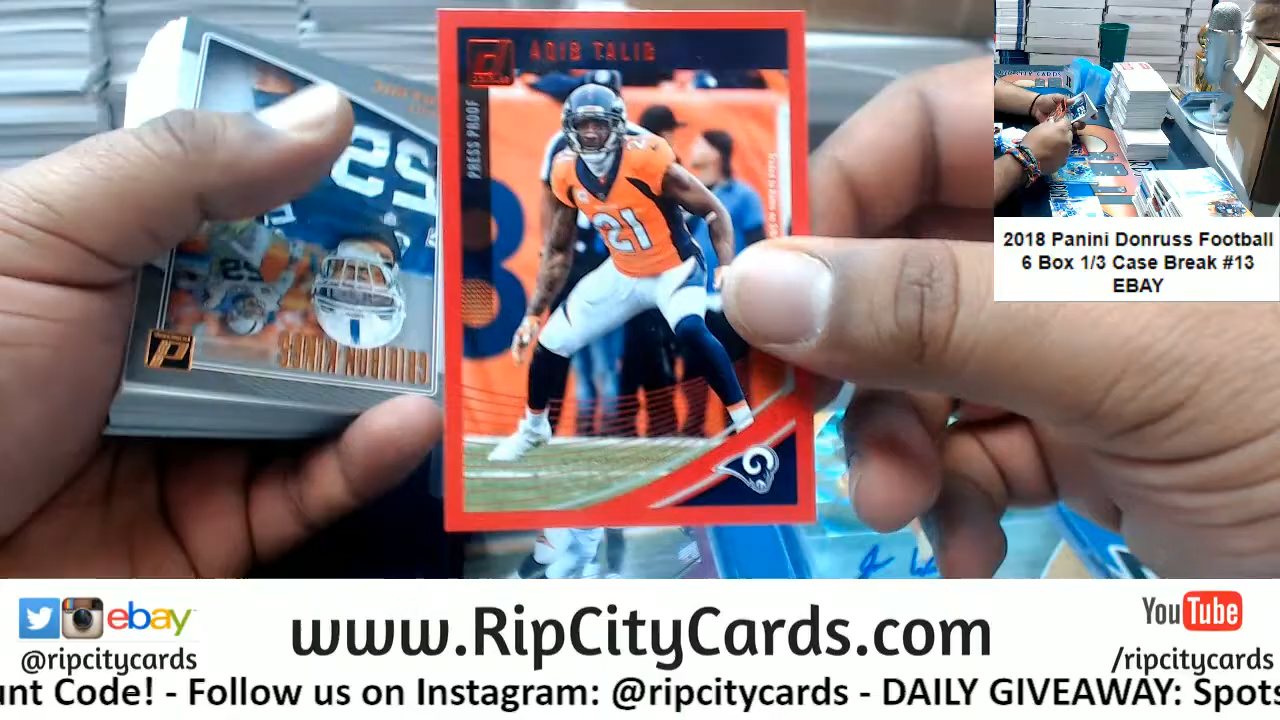 AQIB TALIB
PRESS PROOF
21
2018 Panini Donruss Football
6 Box 1/3 Case Break #13
EBAY
GRIDIRON KINGS
ebay
@ripcitycards
www.RipCityCards.com
YouTube
/ripcitycards
unt Code! - Follow us on Instagram: @ripcitycards - DAILY GIVEAWAY: Spots